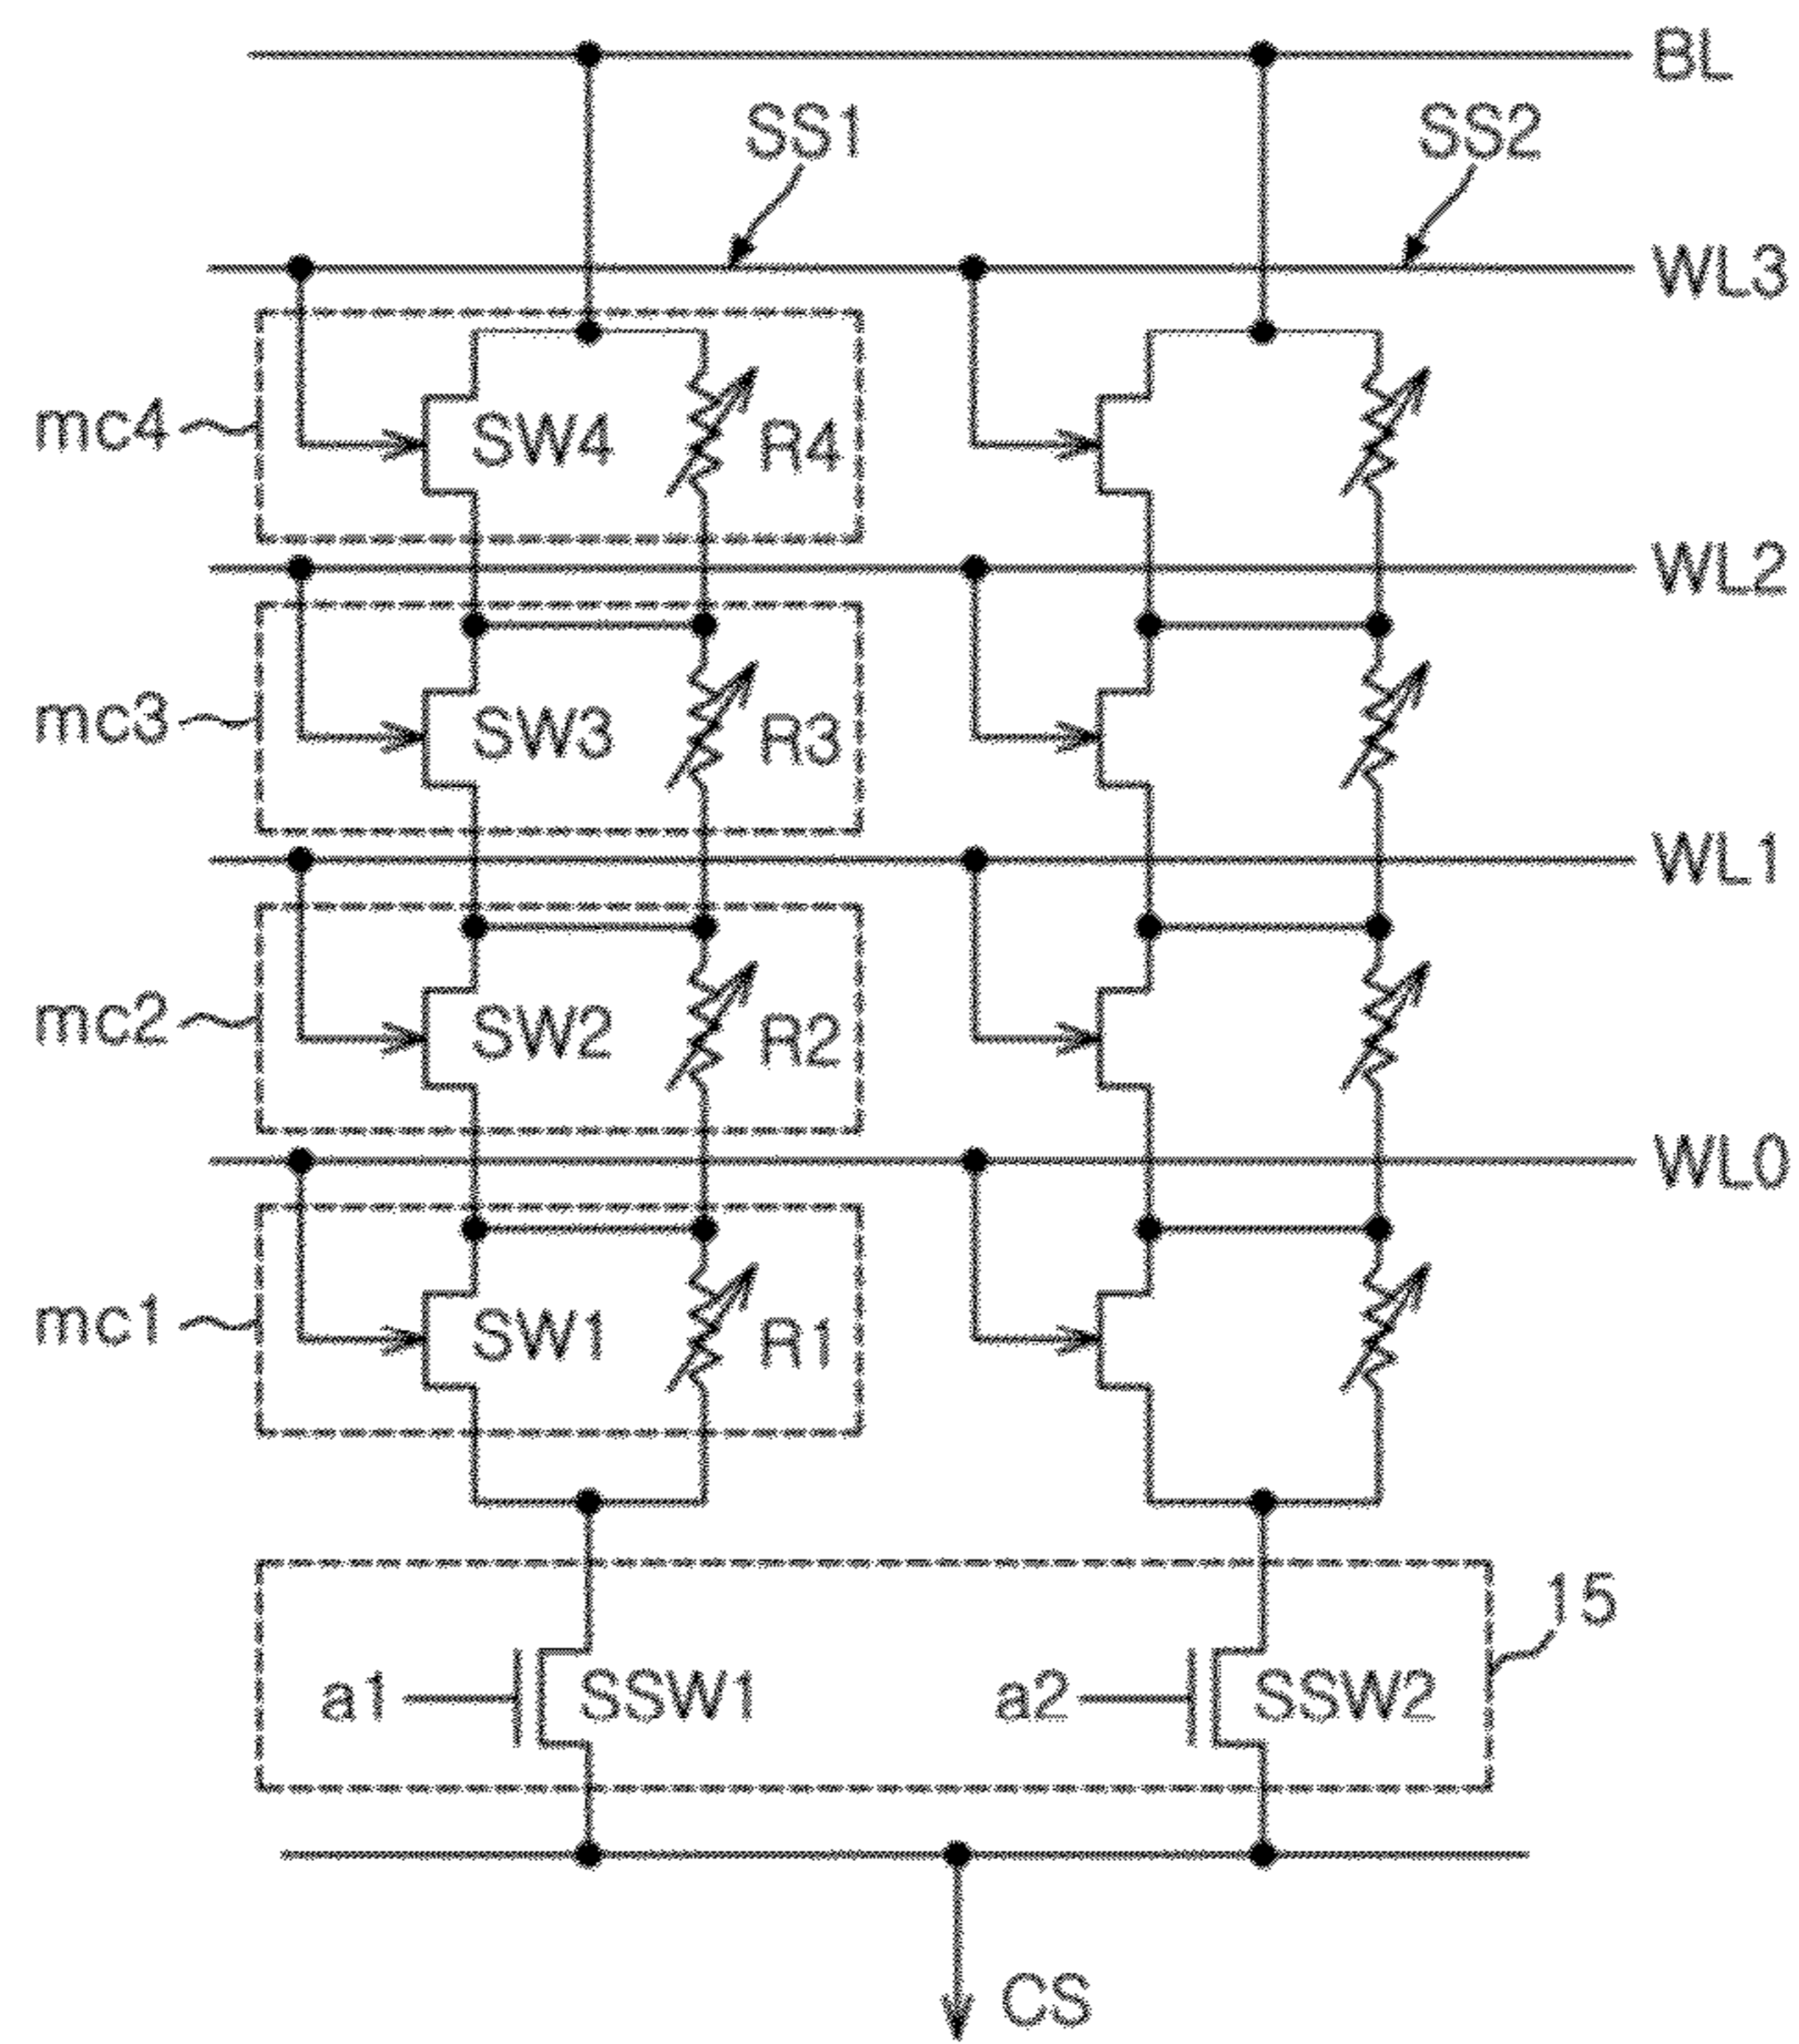 BL
SS1 SS2
WL3
mc4 SW4 R4
WL2
mc3 SW3 R3
WL1
mc2 SW2 R2
WL0
mc1 SW1 R1
15
a1 SSW1 a2 SSW2
CS